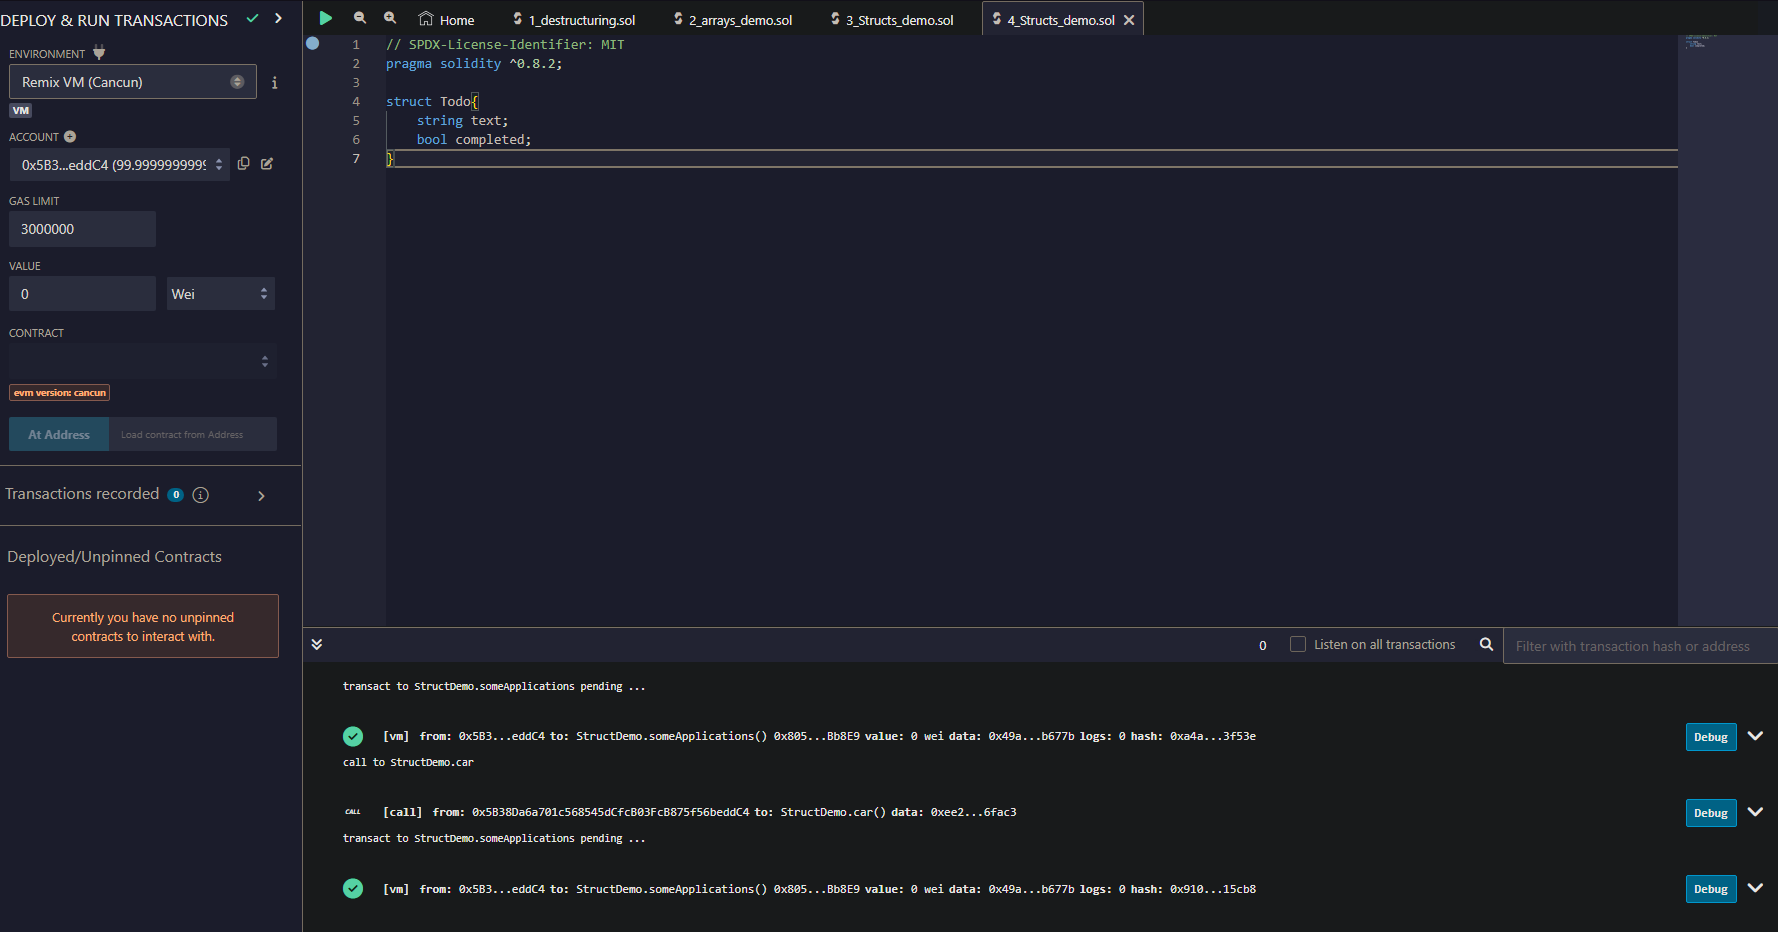 DEPLOY & RUN TRANSACTIONS
ENVIRONMENT
Remix VM (Cancun)
VM
ACCOUNT
0x5B3...eddC4 (99.9999999999
GAS LIMIT
3000000
VALUE
0
Wei
CONTRACT
evm version: cancun
At Address
Load contract from Address
Transactions recorded 0
Deployed/Unpinned Contracts
Currently you have no unpinned
contracts to interact with.
Home
1_destructuring.sol
2_arrays_demo.sol
3_Structs_demo.sol
4_Structs_demo.sol
1 // SPDX-License-Identifier: MIT
2 pragma solidity ^0.8.2;
3
4 struct Todo{
5 string text;
6 bool completed;
7 }
0
Listen on all transactions
Filter with transaction hash or address
transact to StructDemo.someApplications pending ...
[vm] from: 0x5B3...eddC4 to: StructDemo.someApplications() 0x805...Bb8E9 value: 0 wei data: 0x49a...b677b logs: 0 hash: 0xa4a...3f53e
Debug
call to StructDemo.car
CALL [call] from: 0x5B38Da6a701c568545dCfcB03FcB875f56beddC4 to: StructDemo.car() data: 0xee2...6fac3
Debug
transact to StructDemo.someApplications pending ...
[vm] from: 0x5B3...eddC4 to: StructDemo.someApplications() 0x805...Bb8E9 value: 0 wei data: 0x49a...b677b logs: 0 hash: 0x910...15cb8
Debug